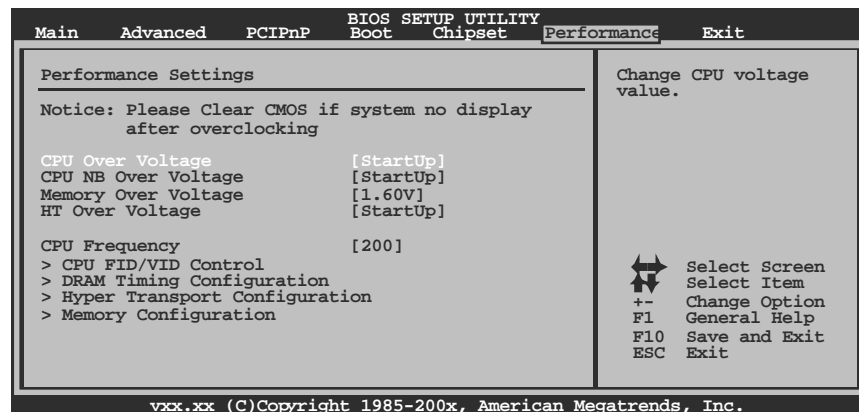 BIOS SETUP UTILITY
Main Advanced PCIPnP Boot Chipset Performance Exit
Performance Settings
Notice: Please Clear CMOS if system no display
after overclocking
CPU Over Voltage [StartUp]
CPU NB Over Voltage [StartUp]
Memory Over Voltage [1.60V]
HT Over Voltage [StartUp]
CPU Frequency [200]
> CPU FID/VID Control
> DRAM Timing Configuration
> Hyper Transport Configuration
> Memory Configuration
Change CPU voltage
value.
Select Screen
Select Item
+- Change Option
F1 General Help
F10 Save and Exit
ESC Exit
vxx.xx (C)Copyright 1985-200x, American Megatrends, Inc.